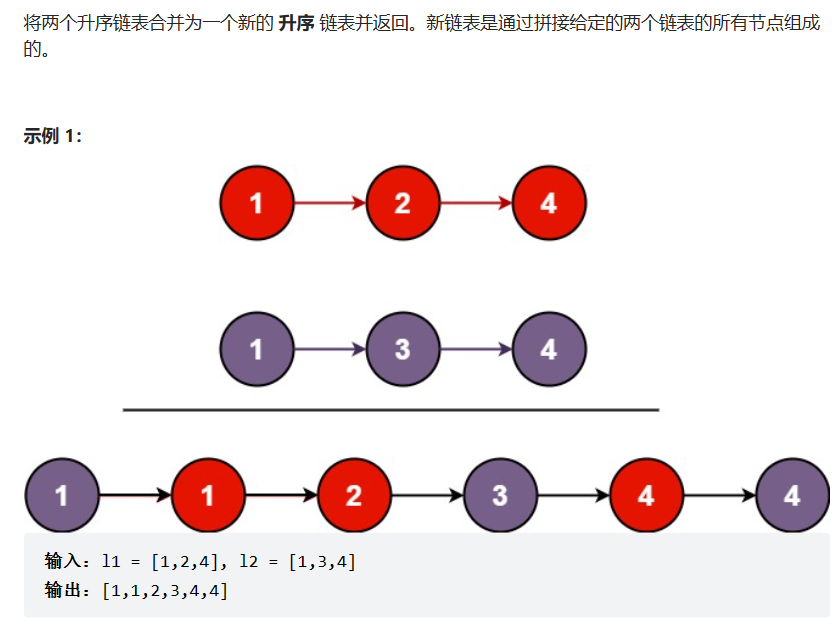 将两个升序链表合并为一个新的 升序 链表并返回。新链表是通过拼接给定的两个链表的所有节点组成
的。
示例 1：
1 2 4
1 3 4
1 1 2 3 4 4
输入：l1 = [1,2,4], l2 = [1,3,4]
输出：[1,1,2,3,4,4]